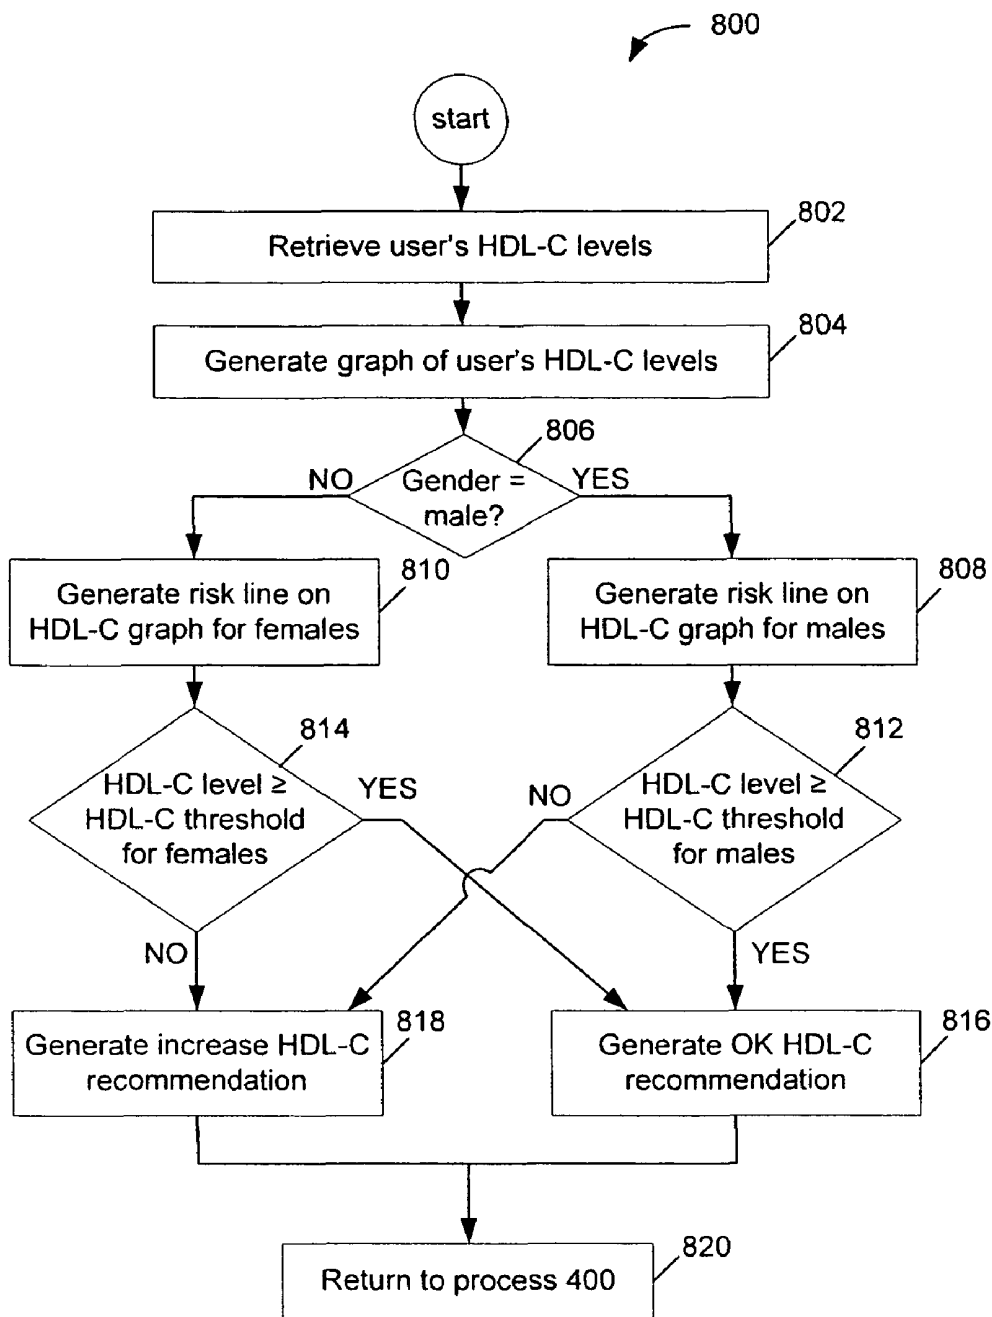 800
start
802
Retrieve user's HDL-C levels
804
Generate graph of user's HDL-C levels
806
NO
Gender =
male?
YES
810
Generate risk line on
HDL-C graph for females
808
Generate risk line on
HDL-C graph for males
814
HDL-C level ≥
HDL-C threshold
for females
YES
NO
812
HDL-C level ≥
HDL-C threshold
for males
NO
YES
818
Generate increase HDL-C
recommendation
816
Generate OK HDL-C
recommendation
820
Return to process 400